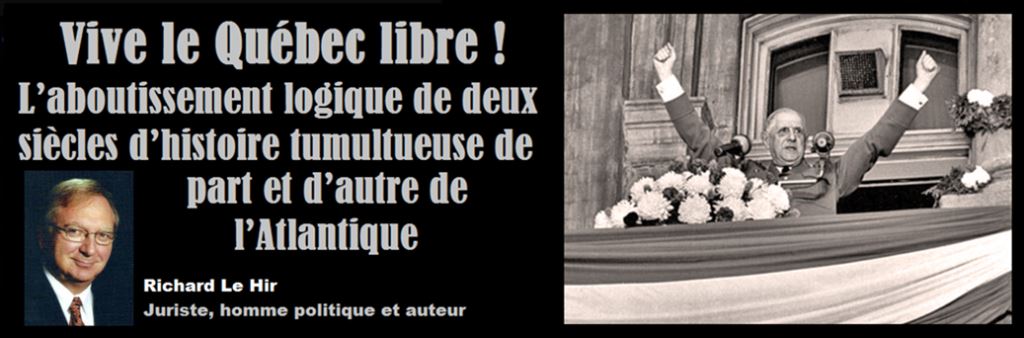 Vive le Québec libre !
L'aboutissement logique de deux
siècles d'histoire tumultueuse de
part et d'autre de
l'Atlantique
Richard Le Hir
Juriste, homme politique et auteur